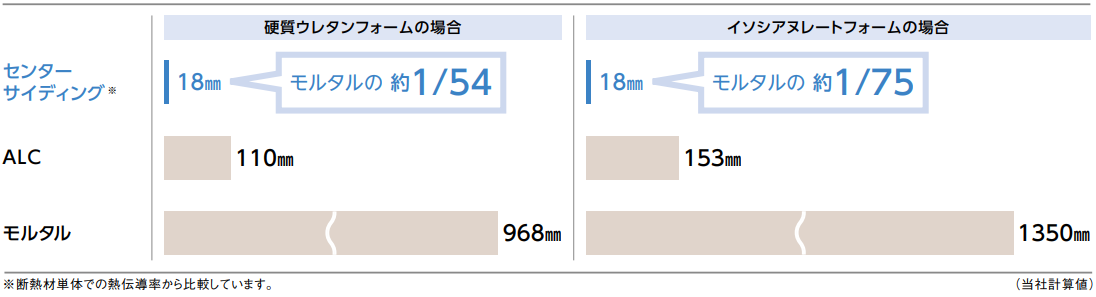 硬質ウレタンフォームの場合
イソシアヌレートフォームの場合
センター
サイディング※
18㎜
モルタルの 約1/54
18㎜
モルタルの 約1/75
ALC
110㎜
153㎜
モルタル
968㎜
1350㎜
※断熱材単体での熱伝導率から比較しています。
（当社計算値）